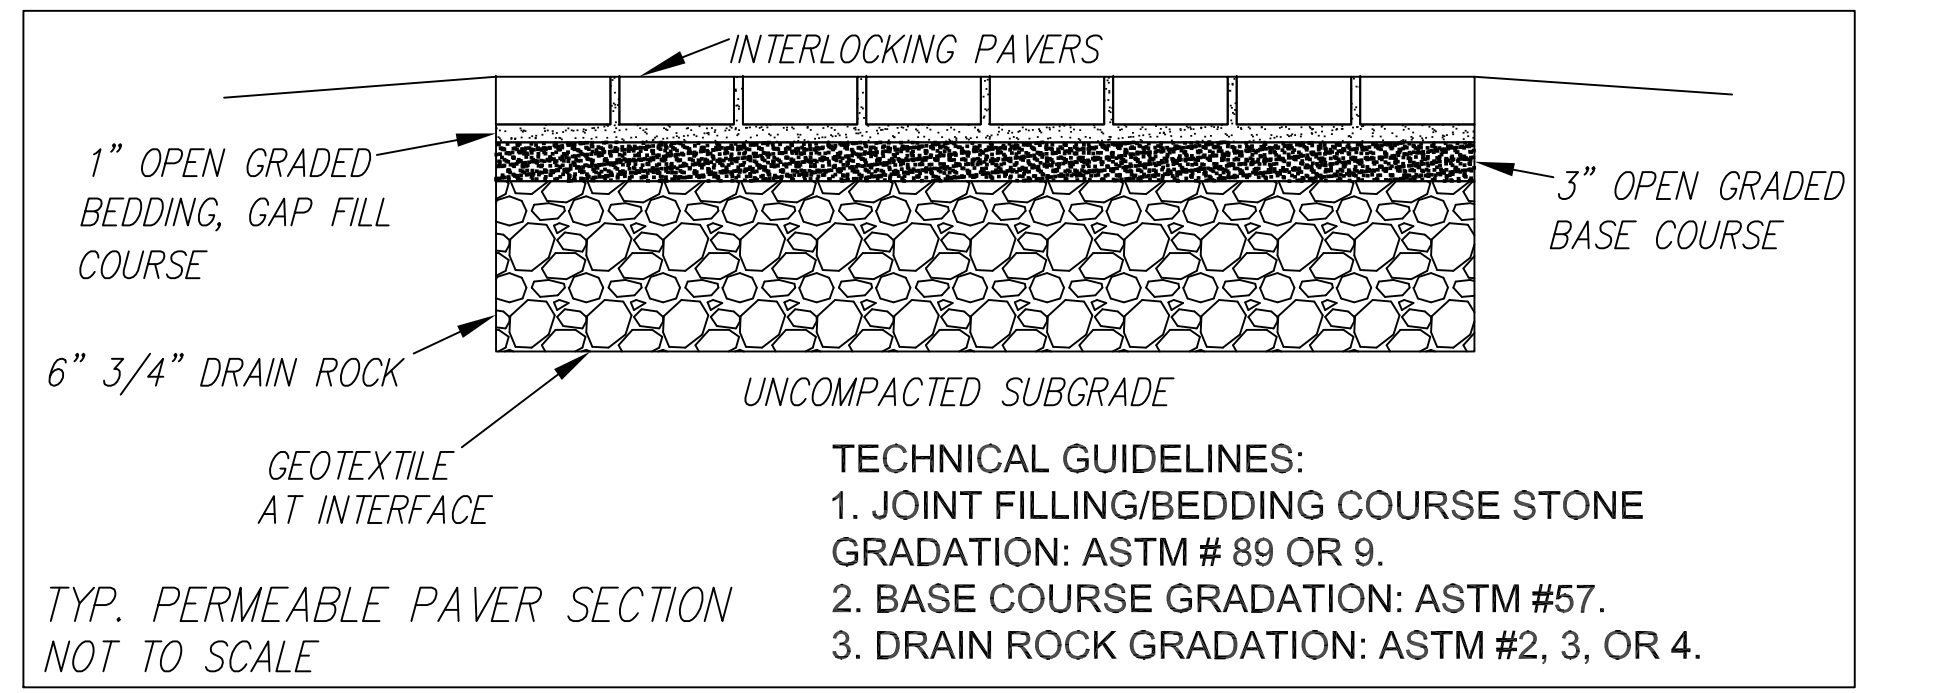 INTERLOCKING PAVERS
1” OPEN GRADED
BEDDING, GAP FILL
COURSE
3” OPEN GRADED
BASE COURSE
6” 3/4” DRAIN ROCK
UNCOMPACTED SUBGRADE
GEOTEXTILE
AT INTERFACE
TECHNICAL GUIDELINES:
1. JOINT FILLING/BEDDING COURSE STONE
GRADATION: ASTM # 89 OR 9.
2. BASE COURSE GRADATION: ASTM #57.
3. DRAIN ROCK GRADATION: ASTM #2, 3, OR 4.
TYP. PERMEABLE PAVER SECTION
NOT TO SCALE